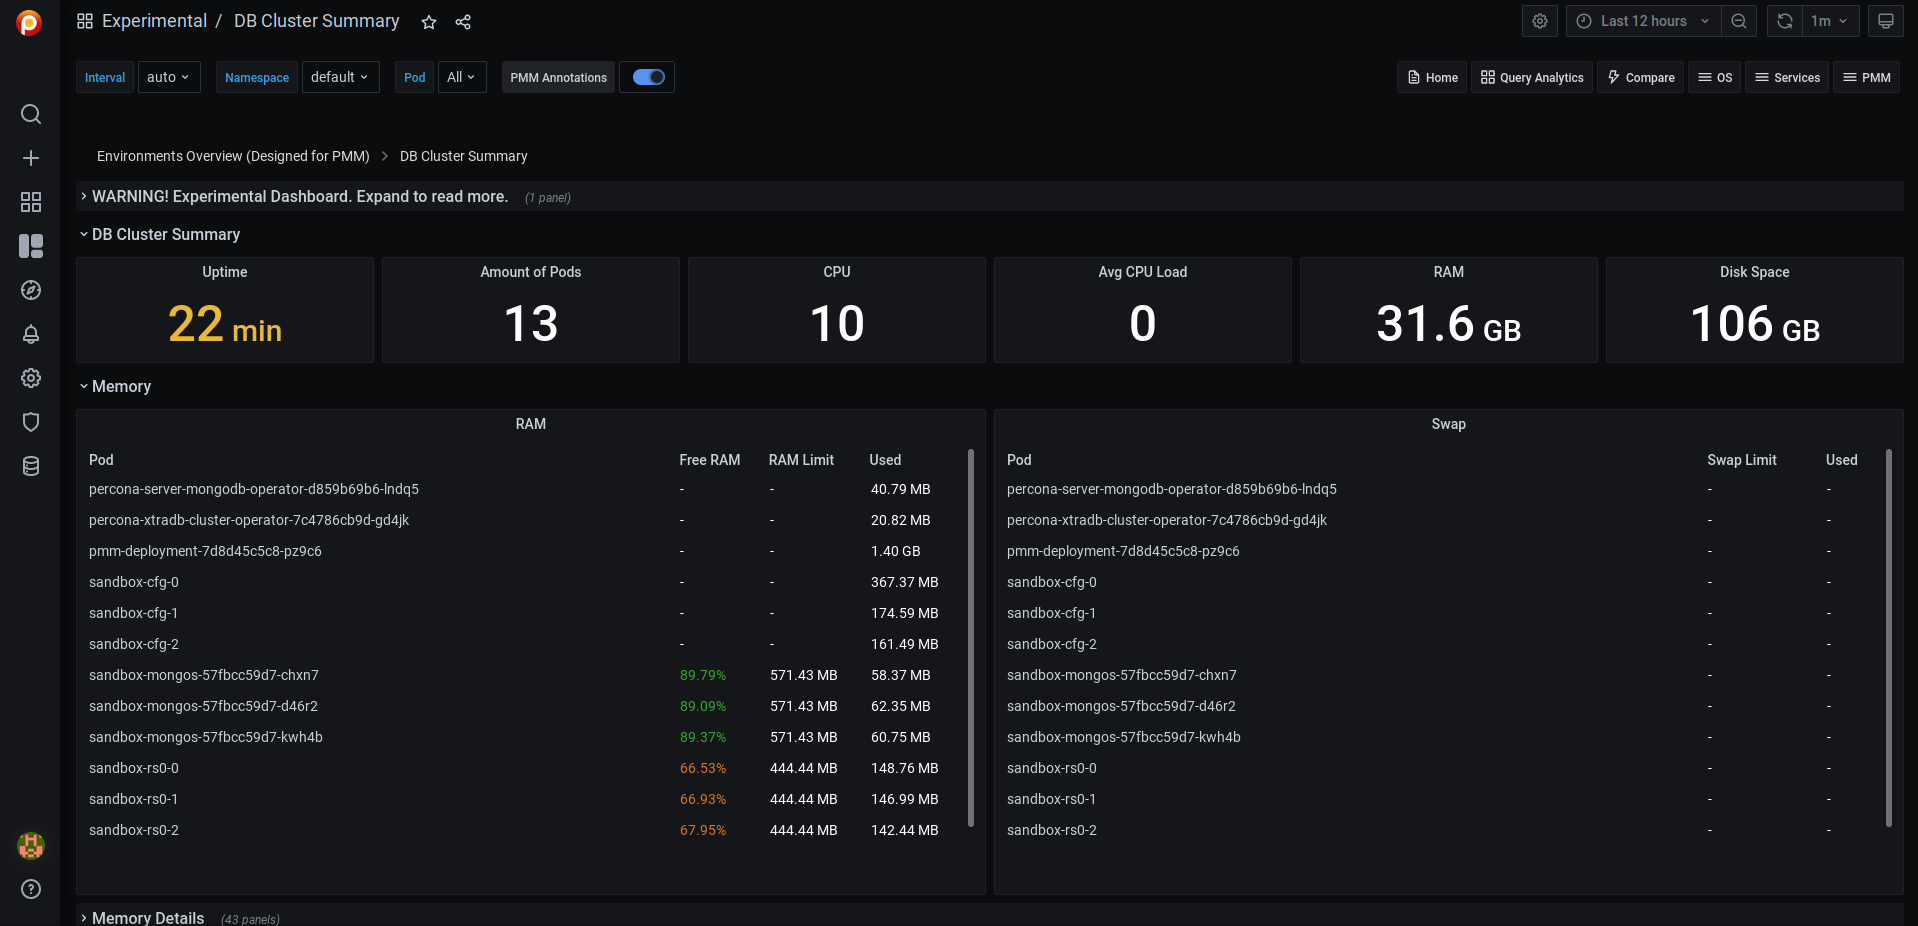 Experimental / DB Cluster Summary
Last 12 hours
1m
Interval auto Namespace default Pod All PMM Annotations
Home Query Analytics Compare OS Services PMM
Environments Overview (Designed for PMM) > DB Cluster Summary
WARNING! Experimental Dashboard. Expand to read more. (1 panel)
DB Cluster Summary
Uptime
22 min
Amount of Pods
13
CPU
10
Avg CPU Load
0
RAM
31.6 GB
Disk Space
106 GB
Memory
RAM
Pod Free RAM RAM Limit Used
percona-server-mongodb-operator-d859b69b6-lndq5 - - 40.79 MB
percona-xtradb-cluster-operator-7c4786cb9d-gd4jk - - 20.82 MB
pmm-deployment-7d8d45c5c8-pz9c6 - - 1.40 GB
sandbox-cfg-0 - - 367.37 MB
sandbox-cfg-1 - - 174.59 MB
sandbox-cfg-2 - - 161.49 MB
sandbox-mongos-57fbcc59d7-chxn7 89.79% 571.43 MB 58.37 MB
sandbox-mongos-57fbcc59d7-d46r2 89.09% 571.43 MB 62.35 MB
sandbox-mongos-57fbcc59d7-kwh4b 89.37% 571.43 MB 60.75 MB
sandbox-rs0-0 66.53% 444.44 MB 148.76 MB
sandbox-rs0-1 66.93% 444.44 MB 146.99 MB
sandbox-rs0-2 67.95% 444.44 MB 142.44 MB
Swap
Pod Swap Limit Used
percona-server-mongodb-operator-d859b69b6-lndq5 - -
percona-xtradb-cluster-operator-7c4786cb9d-gd4jk - -
pmm-deployment-7d8d45c5c8-pz9c6 - -
sandbox-cfg-0 - -
sandbox-cfg-1 - -
sandbox-cfg-2 - -
sandbox-mongos-57fbcc59d7-chxn7 - -
sandbox-mongos-57fbcc59d7-d46r2 - -
sandbox-mongos-57fbcc59d7-kwh4b - -
sandbox-rs0-0 - -
sandbox-rs0-1 - -
sandbox-rs0-2 - -
Memory Details (43 panels)